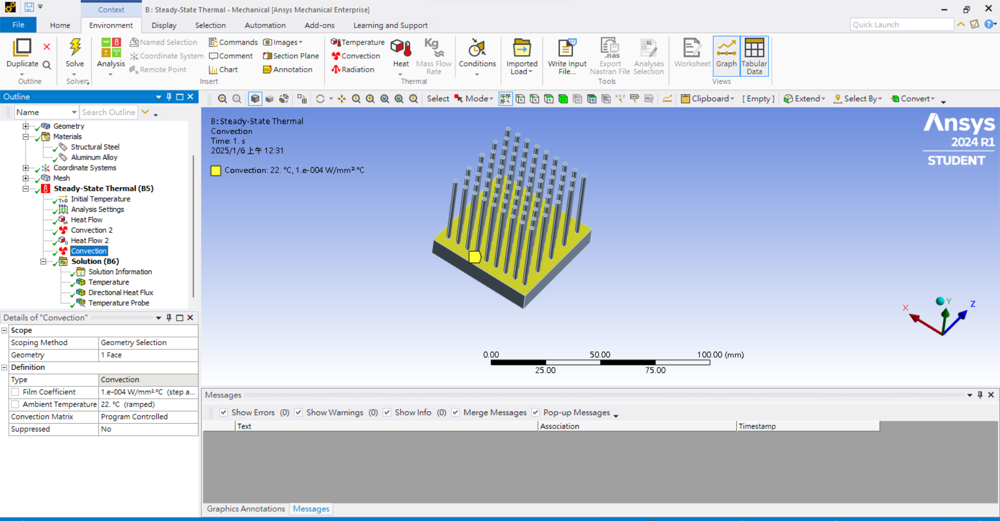 Context
B : Steady-State Thermal - Mechanical [Ansys Mechanical Enterprise]
File
Home
Environment
Display
Selection
Automation
Add-ons
Learning and Support
Quick Launch
Duplicate
Outline
Solve
Solver
Analysis
Named Selection
Coordinate System
Remote Point
Commands
Comment
Chart
Images
Section Plane
Annotation
Insert
Temperature
Convection
Radiation
Heat
Kg
Mass Flow
Rate
Thermal
Conditions
Imported
Load
Write Input
File...
.nas
Export
Nastran File
Analyses
Selection
Tools
Worksheet
Graph
Tabular
Data
Views
Outline
Name
Search Outline
Geometry
Materials
Structural Steel
Aluminum Alloy
Coordinate Systems
Mesh
Steady-State Thermal (B5)
T=0
Initial Temperature
Analysis Settings
Heat Flow
Convection 2
Heat Flow 2
Convection
Solution (B6)
Solution Information
Temperature
Directional Heat Flux
Temperature Probe
Select
Mode
Clipboard
[ Empty ]
Extend
Select By
Convert
B: Steady-State Thermal
Convection
Time: 1. s
2025/1/6 上午 12:31
Convection: 22. °C, 1.e-004 W/mm²·°C
Ansys
2024 R1
STUDENT
X
Y
Z
0.00
50.00
100.00 (mm)
25.00
75.00
Details of "Convection"
Scope
Scoping Method
Geometry Selection
Geometry
1 Face
Definition
Type
Convection
Film Coefficient
1.e-004 W/mm²·°C (step a...
Ambient Temperature
22. °C (ramped)
Convection Matrix
Program Controlled
Suppressed
No
Messages
Show Errors (0)
Show Warnings (0)
Show Info (0)
Merge Messages
Pop-up Messages
Text
Association
Timestamp
Graphics Annotations
Messages